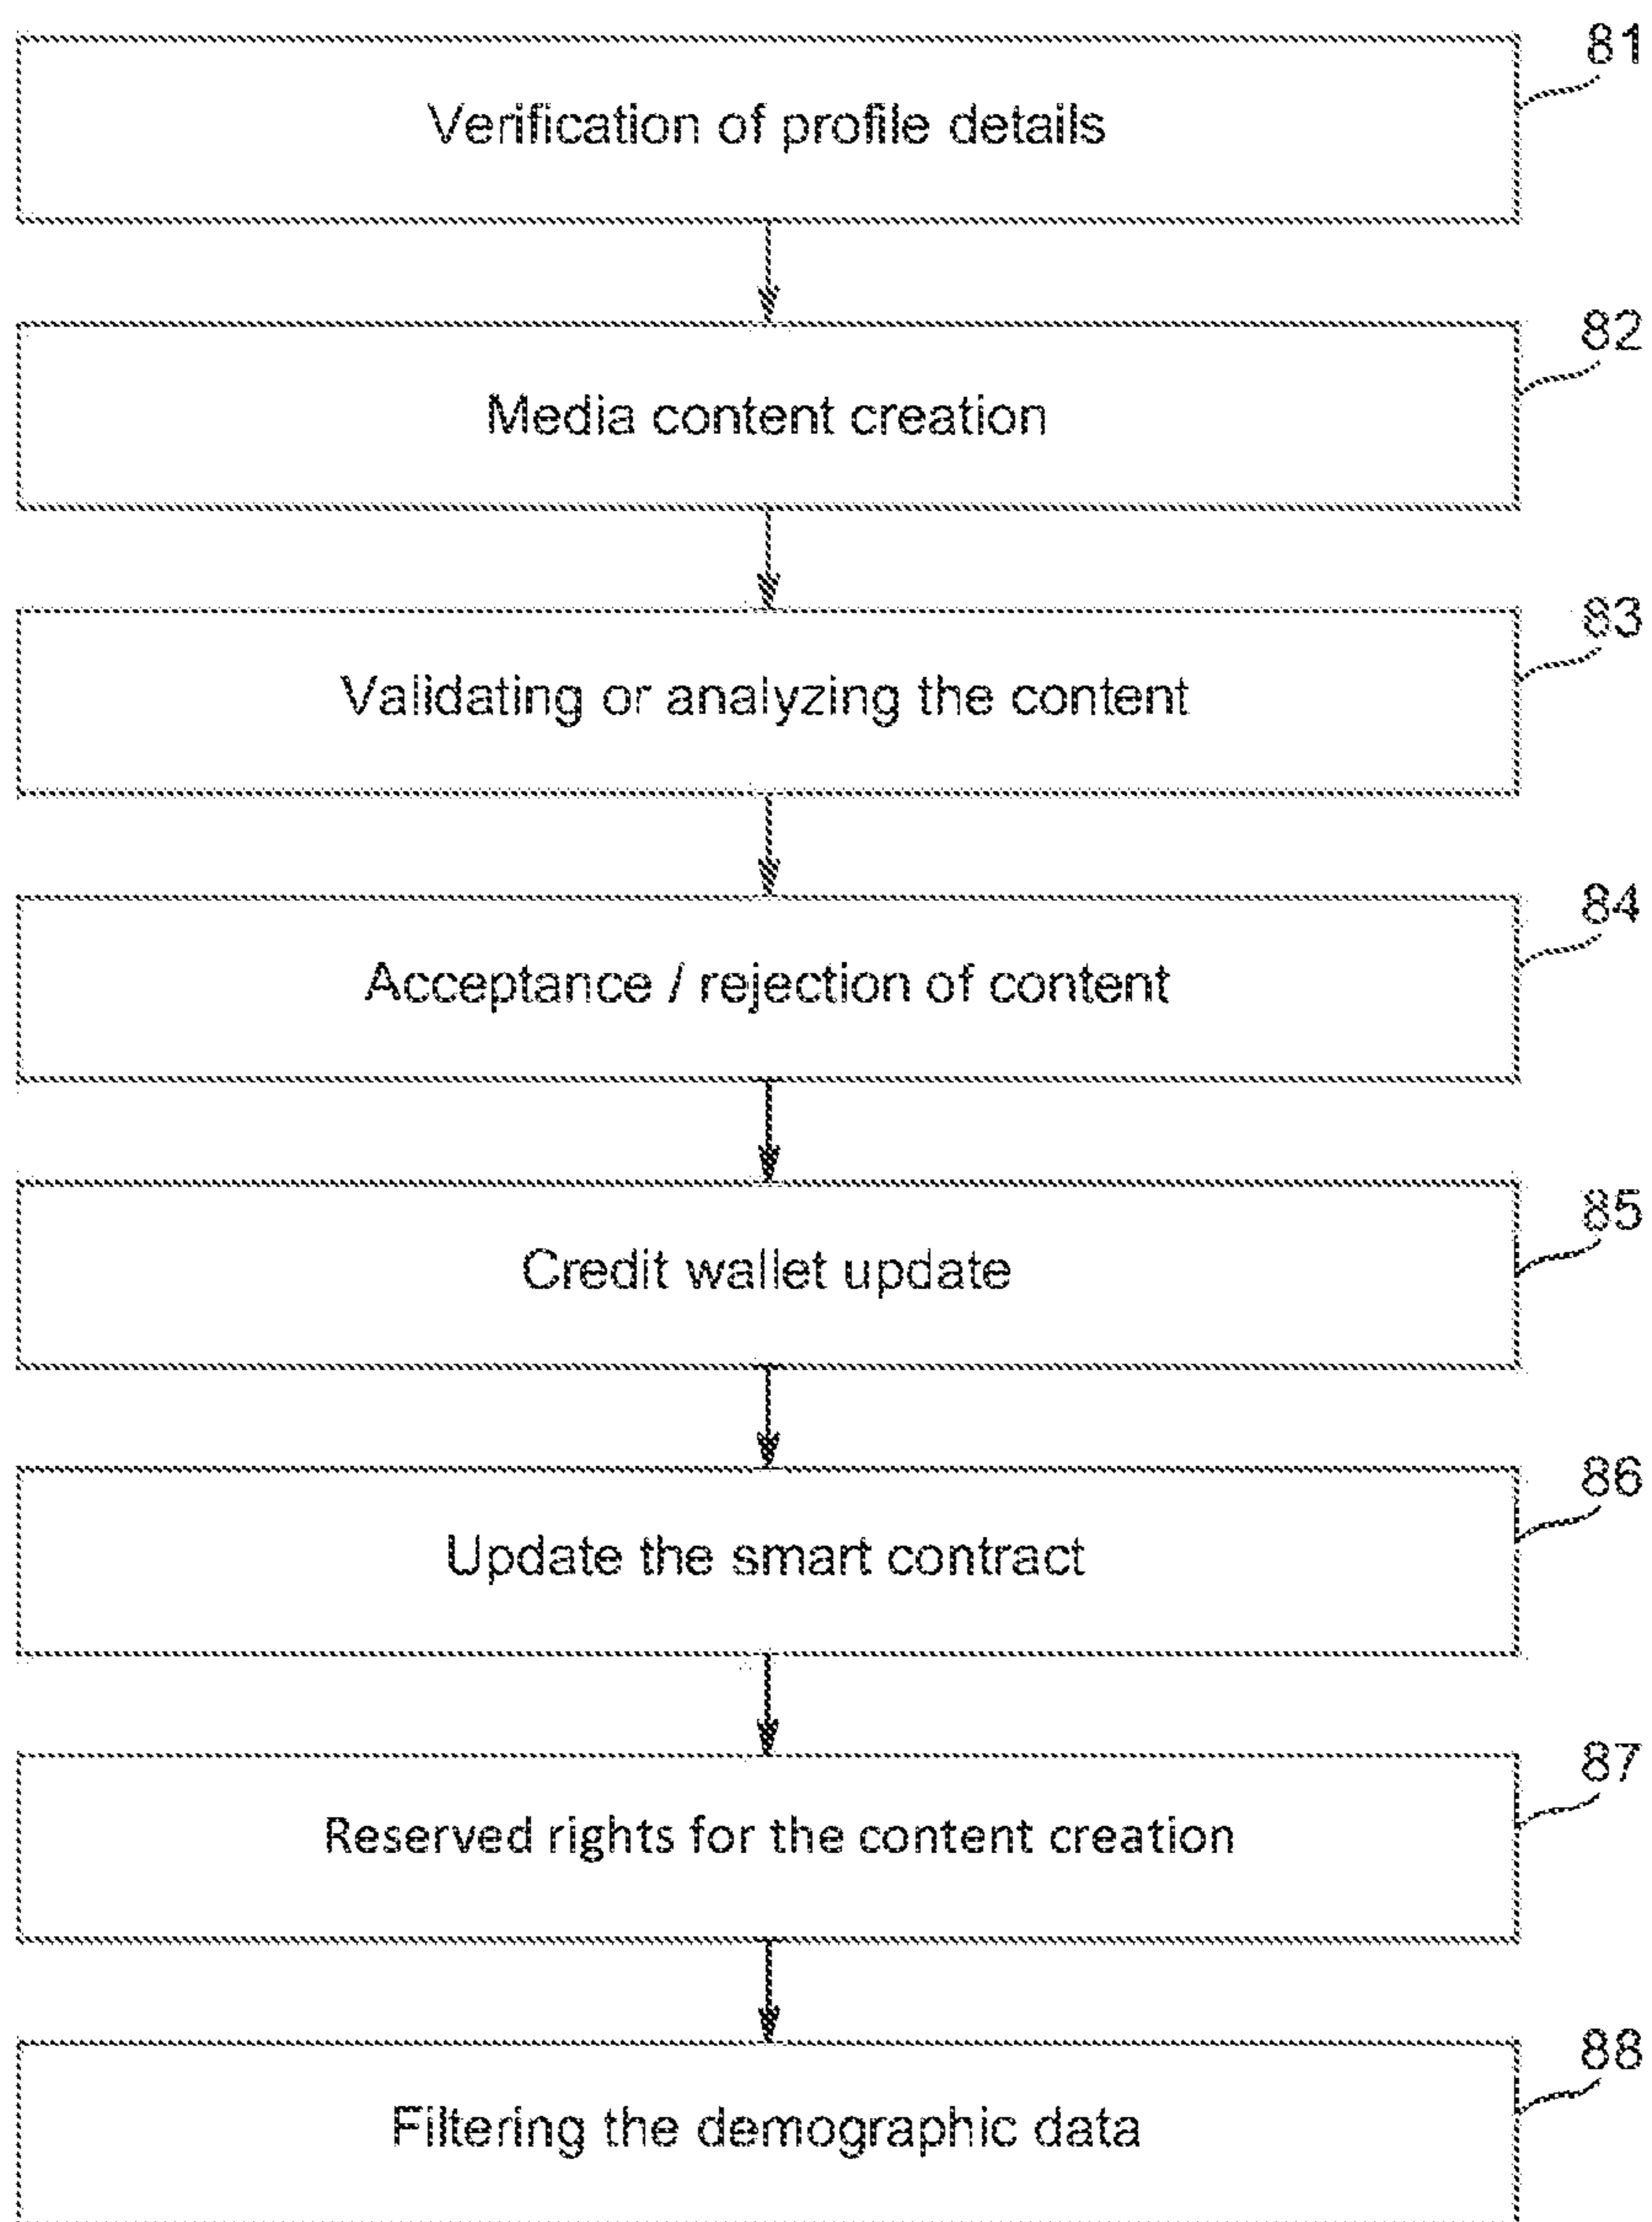 81
Verification of profile details
82
Media content creation
83
Validating or analyzing the content
84
Acceptance / rejection of content
85
Credit wallet update
86
Update the smart contract
87
Reserved rights for the content creation
88
Filtering the demographic data